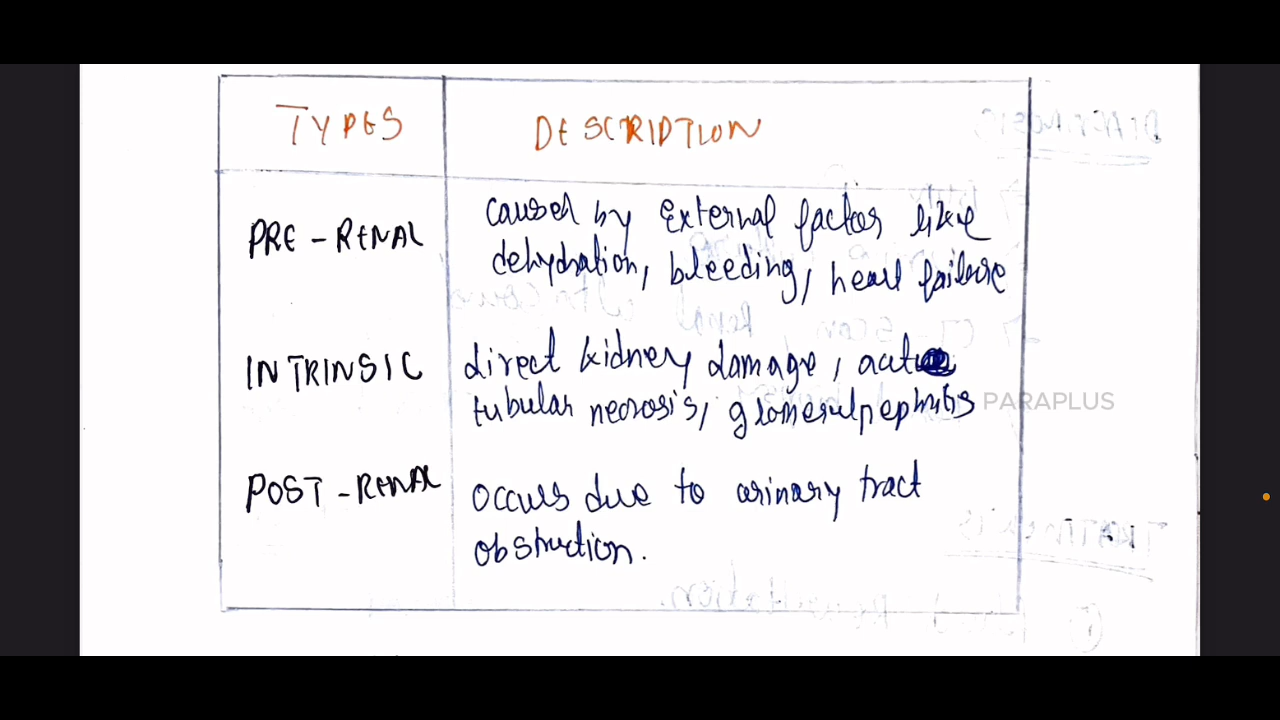 TYPES DESCRIPTION
PRE - RENAL
caused by External factors like
dehydration, bleeding, heart failure
INTRINSIC
direct kidney damage, acute
tubular necrosis, glomerulnephritis
PARAPLUS
POST - RENAL
occurs due to urinary tract
obstruction.